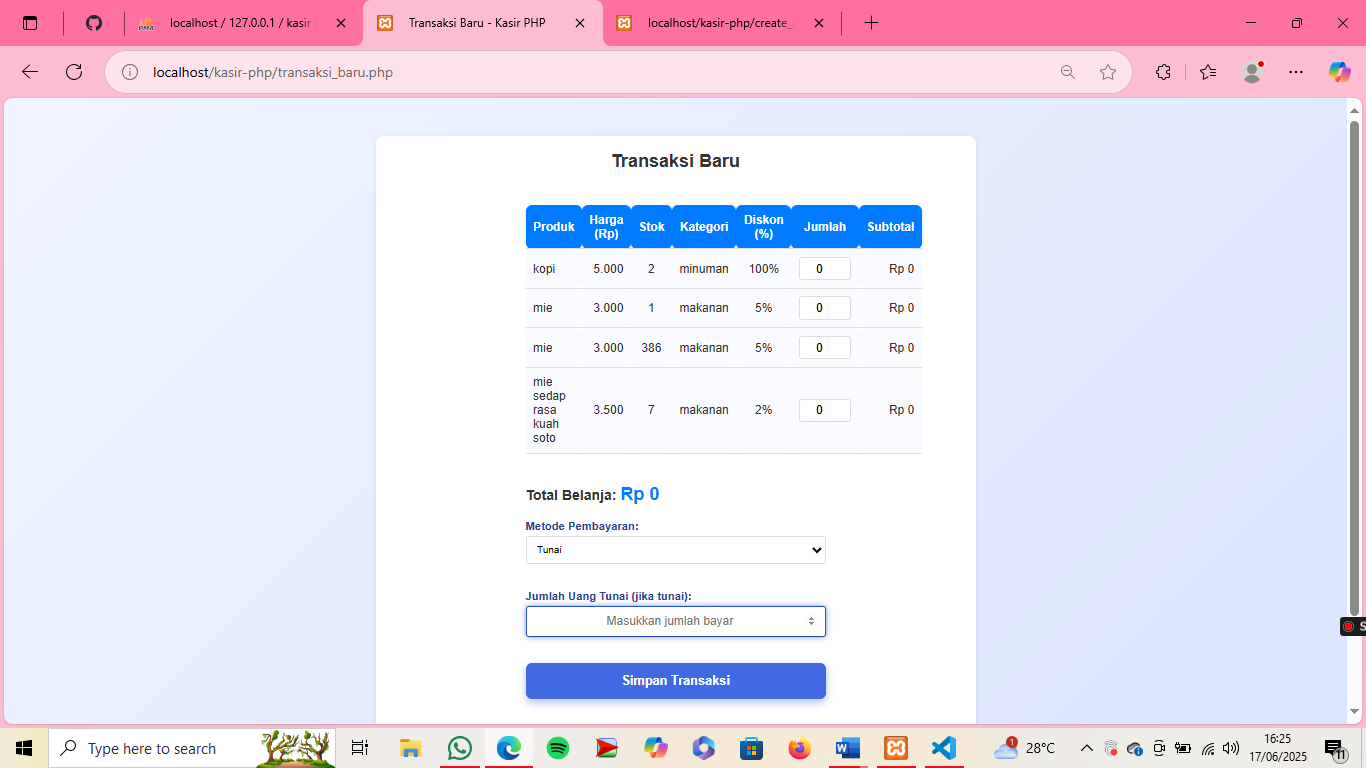 localhost / 127.0.0.1 / kasir
Transaksi Baru - Kasir PHP
localhost/kasir-php/create_
localhost/kasir-php/transaksi_baru.php
Transaksi Baru
Produk Harga (Rp) Stok Kategori Diskon (%) Jumlah Subtotal
kopi 5.000 2 minuman 100% 0 Rp 0
mie 3.000 1 makanan 5% 0 Rp 0
mie 3.000 386 makanan 5% 0 Rp 0
mie sedap rasa kuah soto 3.500 7 makanan 2% 0 Rp 0
Total Belanja: Rp 0
Metode Pembayaran:
Tunai
Jumlah Uang Tunai (jika tunai):
Masukkan jumlah bayar
Simpan Transaksi
S
Type here to search
1
28°C
16:25
17/06/2025
11